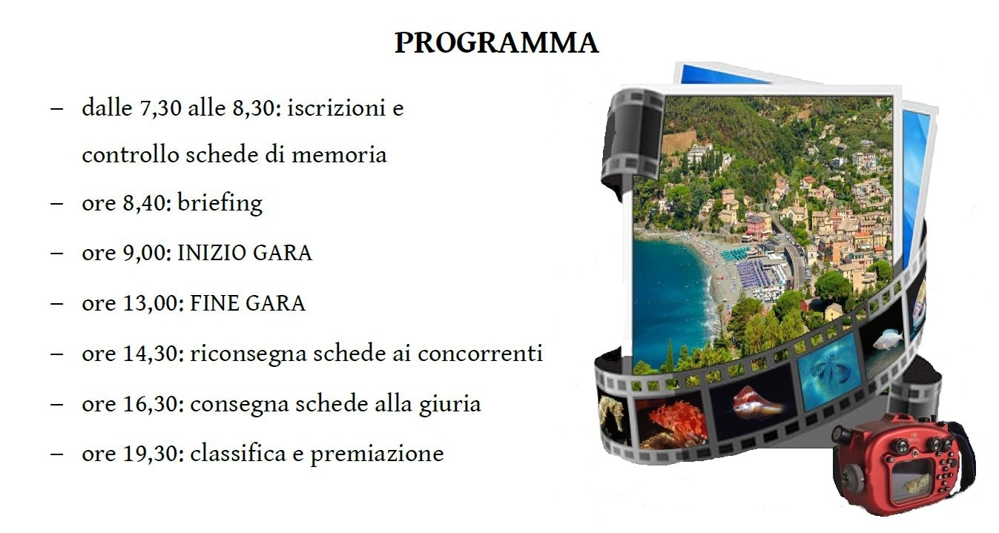 PROGRAMMA
– dalle 7,30 alle 8,30: iscrizioni e
controllo schede di memoria
– ore 8,40: briefing
– ore 9,00: INIZIO GARA
– ore 13,00: FINE GARA
– ore 14,30: riconsegna schede ai concorrenti
– ore 16,30: consegna schede alla giuria
– ore 19,30: classifica e premiazione